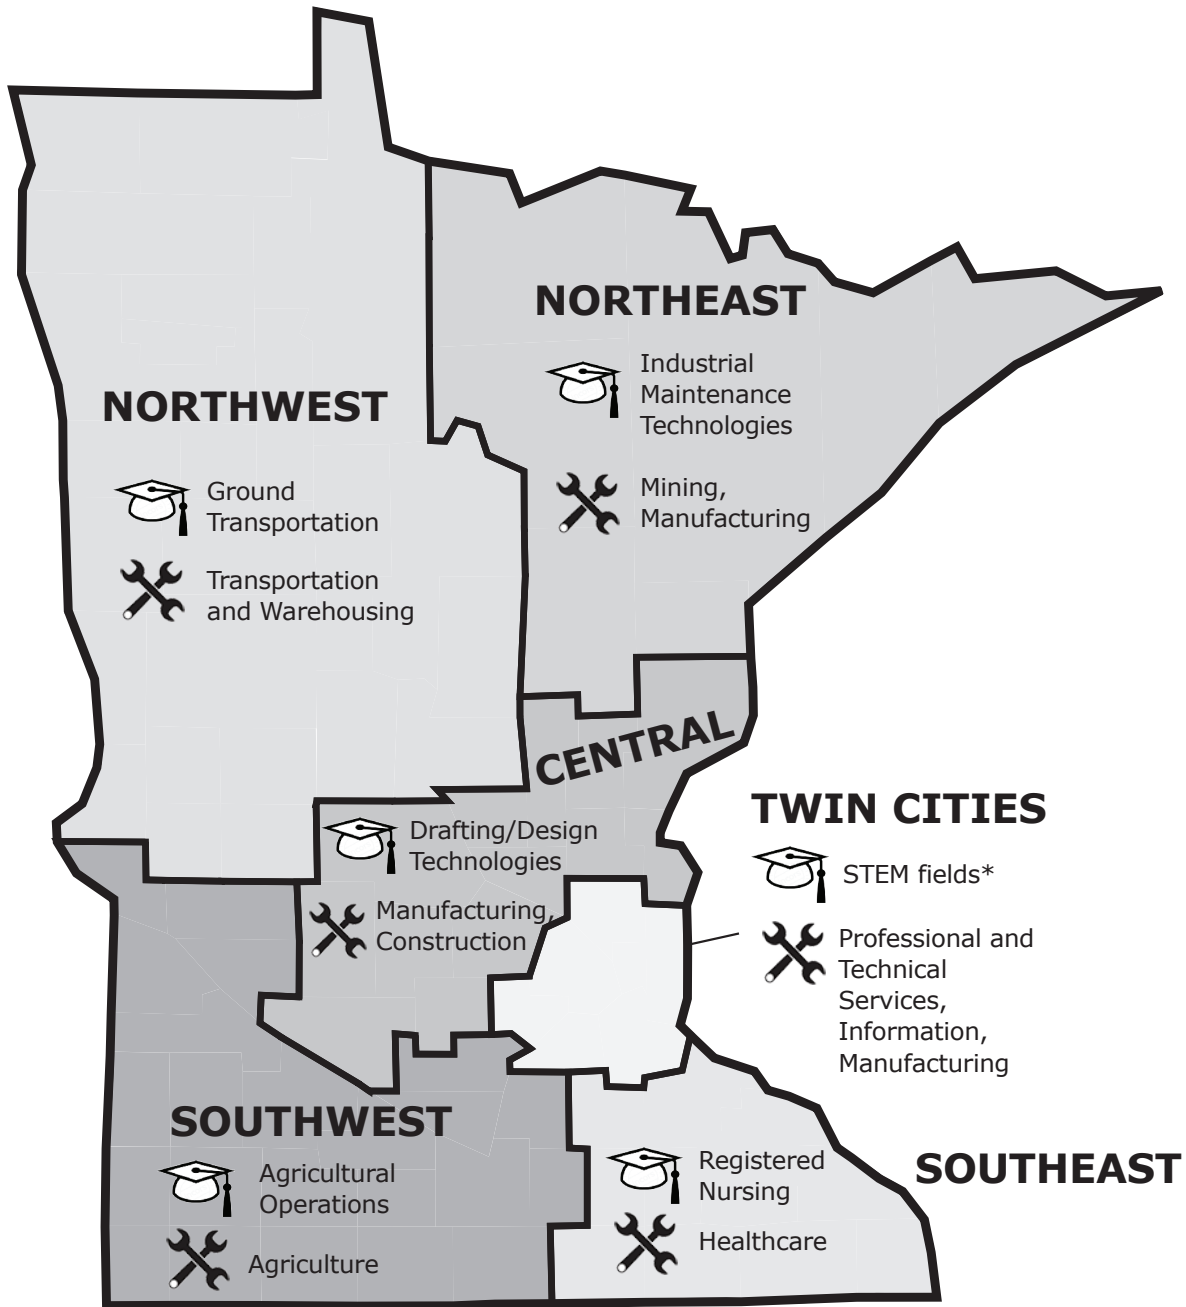 NORTHEAST
Industrial
Maintenance
Technologies
Mining,
Manufacturing
NORTHWEST
Ground
Transportation
Transportation
and Warehousing
CENTRAL
Drafting/Design
Technologies
Manufacturing,
Construction
TWIN CITIES
STEM fields*
Professional and
Technical
Services,
Information,
Manufacturing
SOUTHWEST
Agricultural
Operations
Agriculture
SOUTHEAST
Registered
Nursing
Healthcare